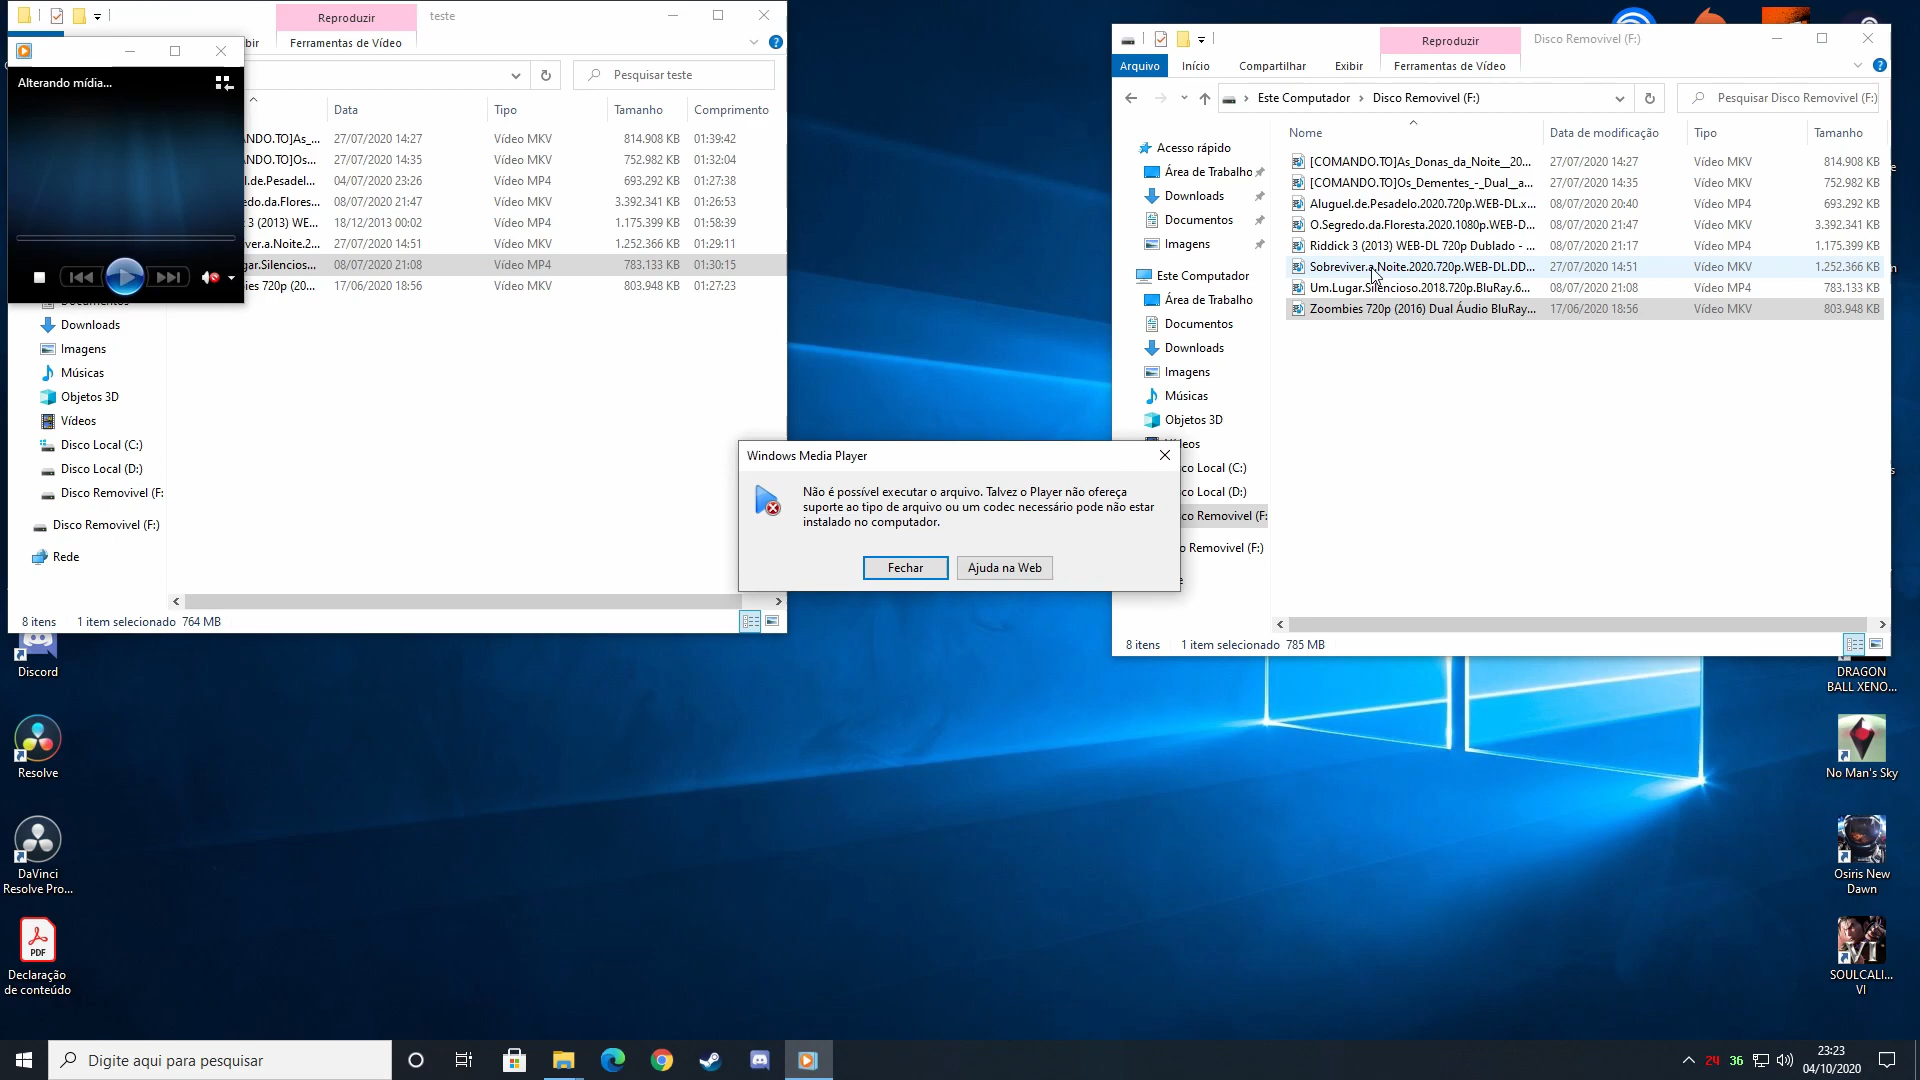 Reproduzir
teste
bir
Ferramentas de Vídeo
Pesquisar teste
Data
Tipo
Tamanho
Comprimento
ANDO.TO]As_...
27/07/2020 14:27
Vídeo MKV
814.908 KB
01:39:42
NDO.TO]Os...
27/07/2020 14:35
Vídeo MKV
752.982 KB
01:32:04
l.de.Pesadel...
04/07/2020 23:26
Vídeo MP4
693.292 KB
01:27:38
edo.da.Flores...
08/07/2020 21:47
Vídeo MKV
3.392.341 KB
01:26:53
3 (2013) WE...
18/12/2013 00:02
Vídeo MP4
1.175.399 KB
01:58:39
ver.a.Noite.2...
27/07/2020 14:51
Vídeo MKV
1.252.366 KB
01:29:11
gar.Silencios...
08/07/2020 21:08
Vídeo MP4
783.133 KB
01:30:15
ies 720p (20...
17/06/2020 18:56
Vídeo MKV
803.948 KB
01:27:23
Alterando mídia...
Downloads
Imagens
Músicas
Objetos 3D
Vídeos
Disco Local (C:)
Disco Local (D:)
Disco Removivel (F:
Disco Removivel (F:)
Rede
8 itens
1 item selecionado 764 MB
Reproduzir
Disco Removivel (F:)
Arquivo
Início
Compartilhar
Exibir
Ferramentas de Vídeo
Este Computador
Disco Removivel (F:)
Pesquisar Disco Removivel (F:)
Nome
Data de modificação
Tipo
Tamanho
[COMANDO.TO]As_Donas_da_Noite__20...
27/07/2020 14:27
Vídeo MKV
814.908 KB
[COMANDO.TO]Os_Dementes_-_Dual__a...
27/07/2020 14:35
Vídeo MKV
752.982 KB
Aluguel.de.Pesadelo.2020.720p.WEB-DL.x...
08/07/2020 20:40
Vídeo MP4
693.292 KB
O.Segredo.da.Floresta.2020.1080p.WEB-D...
08/07/2020 21:47
Vídeo MKV
3.392.341 KB
Riddick 3 (2013) WEB-DL 720p Dublado - ...
08/07/2020 21:17
Vídeo MP4
1.175.399 KB
Sobreviver.a.Noite.2020.720p.WEB-DL.DD...
27/07/2020 14:51
Vídeo MKV
1.252.366 KB
Um.Lugar.Silencioso.2018.720p.BluRay.6...
08/07/2020 21:08
Vídeo MP4
783.133 KB
Zoombies 720p (2016) Dual Áudio BluRay...
17/06/2020 18:56
Vídeo MKV
803.948 KB
Acesso rápido
Área de Trabalho
Downloads
Documentos
Imagens
Este Computador
Área de Trabalho
Documentos
Downloads
Imagens
Músicas
Objetos 3D
eos
co Local (C:)
co Local (D:)
co Removivel (F:
o Removivel (F:)
e
8 itens
1 item selecionado 785 MB
Windows Media Player
Não é possível executar o arquivo. Talvez o Player não ofereça
suporte ao tipo de arquivo ou um codec necessário pode não estar
instalado no computador.
Fechar
Ajuda na Web
Discord
Resolve
DaVinci
Resolve Pro...
PDF
Declaração
de conteúdo
DRAGON
BALL XENO...
No Man's Sky
Osiris New
Dawn
VI
SOULCALI...
VI
Digite aqui para pesquisar
24
36
23:23
04/10/2020